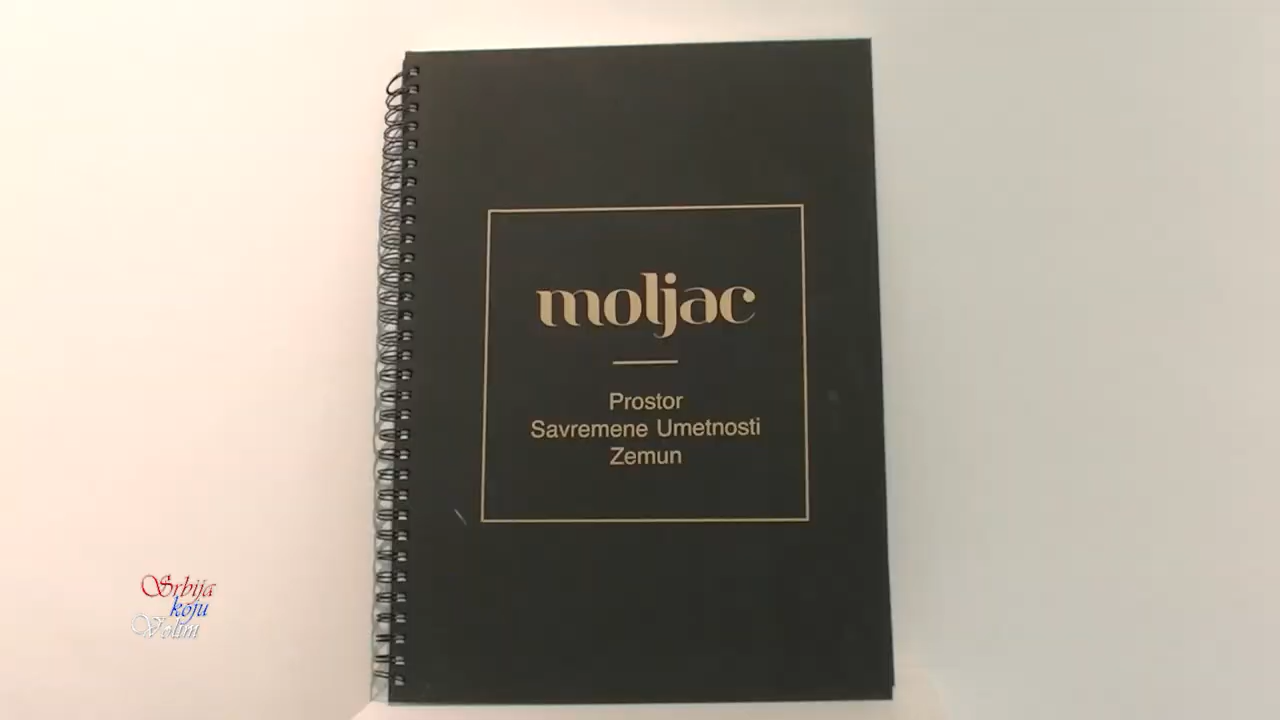 moljac
Prostor
Savremene Umetnosti
Zemun
Srbija
koju
Volim